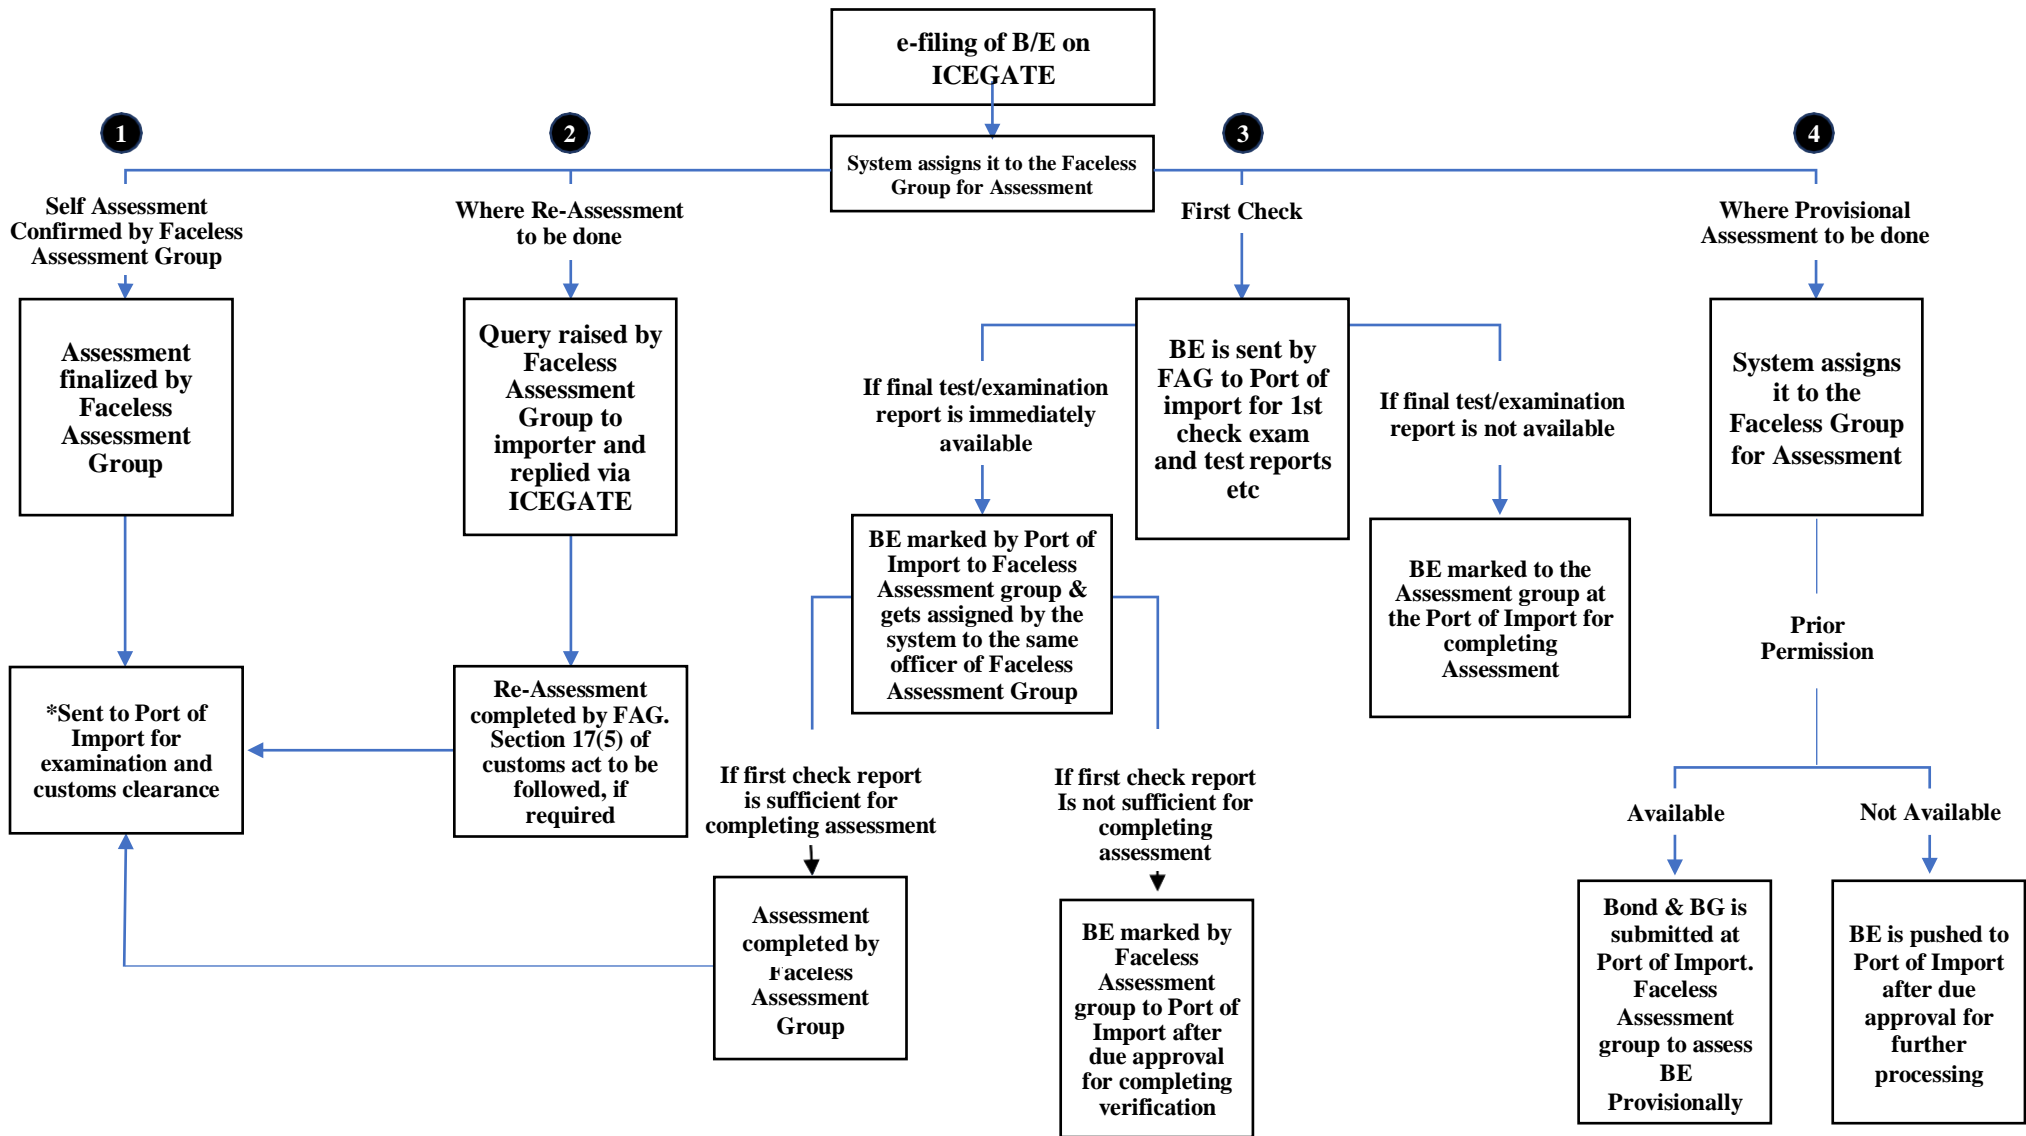 e-filing of B/E on
ICEGATE
1
2
3
4
System assigns it to the Faceless
Group for Assessment
Self Assessment
Confirmed by Faceless
Assessment Group
Where Re-Assessment
to be done
First Check
Where Provisional
Assessment to be done
Assessment
finalized by
Faceless
Assessment
Group
Query raised by
Faceless
Assessment
Group to
importer and
replied via
ICEGATE
BE is sent by
FAG to Port of
import for 1st
check exam
and test reports
etc
System assigns
it to the
Faceless Group
for Assessment
If final test/examination
report is immediately
available
If final test/examination
report is not available
BE marked by Port of
Import to Faceless
Assessment group &
gets assigned by the
system to the same
officer of Faceless
Assessment Group
BE marked to the
Assessment group at
the Port of Import for
completing
Assessment
Prior
Permission
*Sent to Port of
Import for
examination and
customs clearance
Re-Assessment
completed by FAG.
Section 17(5) of
customs act to be
followed, if
required
If first check report
is sufficient for
completing assessment
If first check report
Is not sufficient for
completing
assessment
Available
Not Available
Assessment
completed by
Faceless
Assessment
Group
BE marked by
Faceless
Assessment
group to Port of
Import after
due approval
for completing
verification
Bond & BG is
submitted at
Port of Import.
Faceless
Assessment
group to assess
BE
Provisionally
BE is pushed to
Port of Import
after due
approval for
further
processing